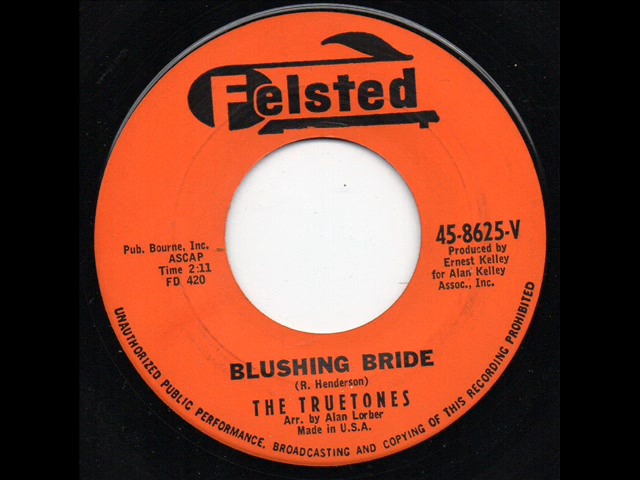 Felsted
45-8625-V
Pub. Bourne, Inc.
ASCAP
Time 2:11
FD 420
Produced by
Ernest Kelley
for Alan Kelley
Assoc., Inc.
BLUSHING BRIDE
(R. Henderson)
THE TRUETONES
Arr. by Alan Lorber
Made in U.S.A.
UNAUTHORIZED PUBLIC PERFORMANCE, BROADCASTING AND COPYING OF THIS RECORDING PROHIBITED